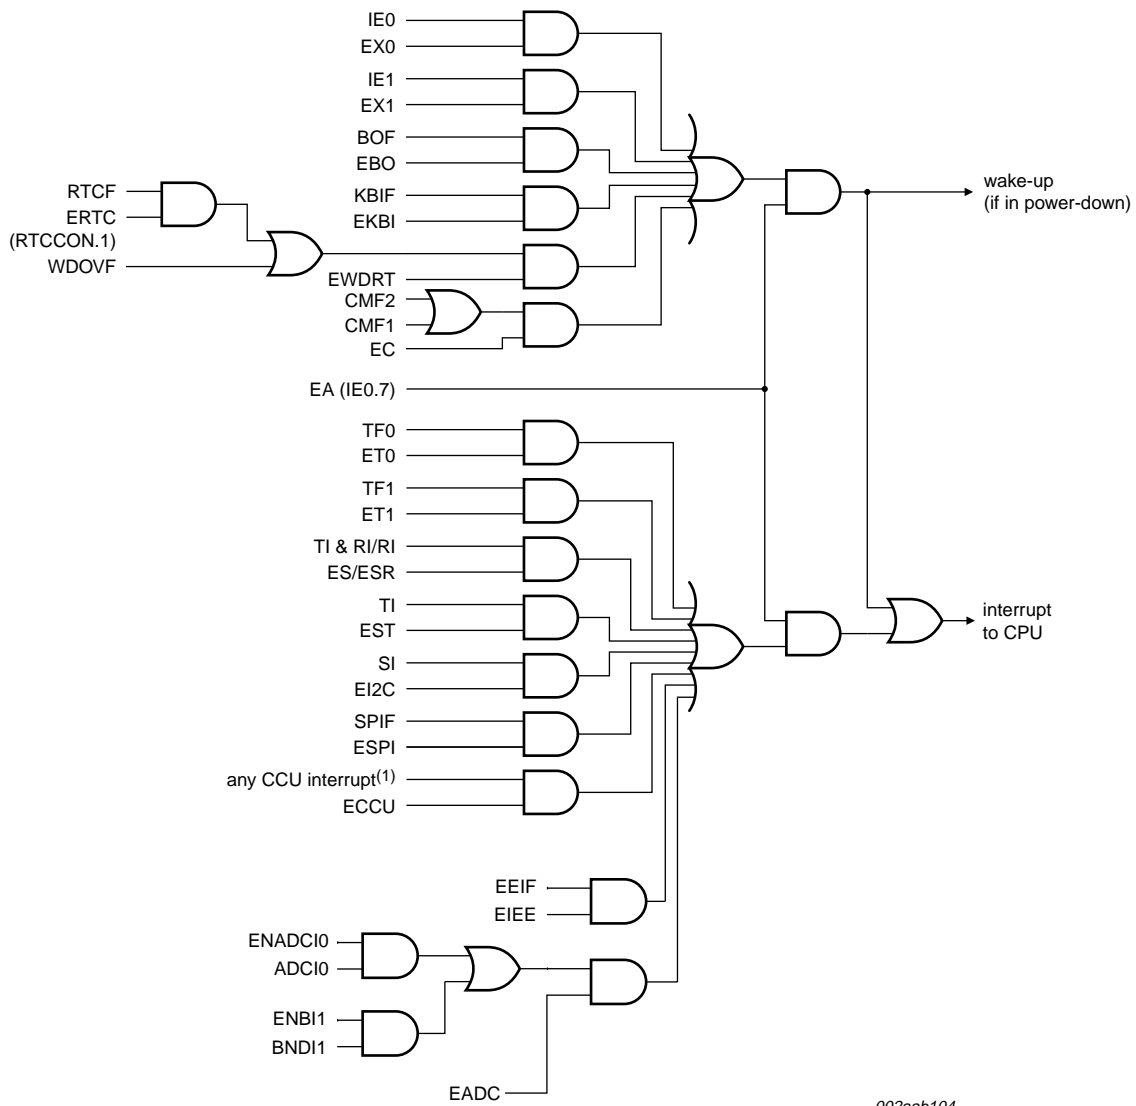 IE0
EX0
IE1
EX1
BOF
EBO
KBIF
EKBI
RTCF
ERTC
(RTCCON.1)
WDOVF
EWDRT
CMF2
CMF1
EC
wake-up
(if in power-down)
EA (IE0.7)
TF0
ET0
TF1
ET1
TI & RI/RI
ES/ESR
TI
EST
SI
EI2C
SPIF
ESPI
any CCU interrupt(1)
ECCU
interrupt
to CPU
EEIF
EIEE
ENADCI0
ADCI0
ENBI1
BNDI1
EADC